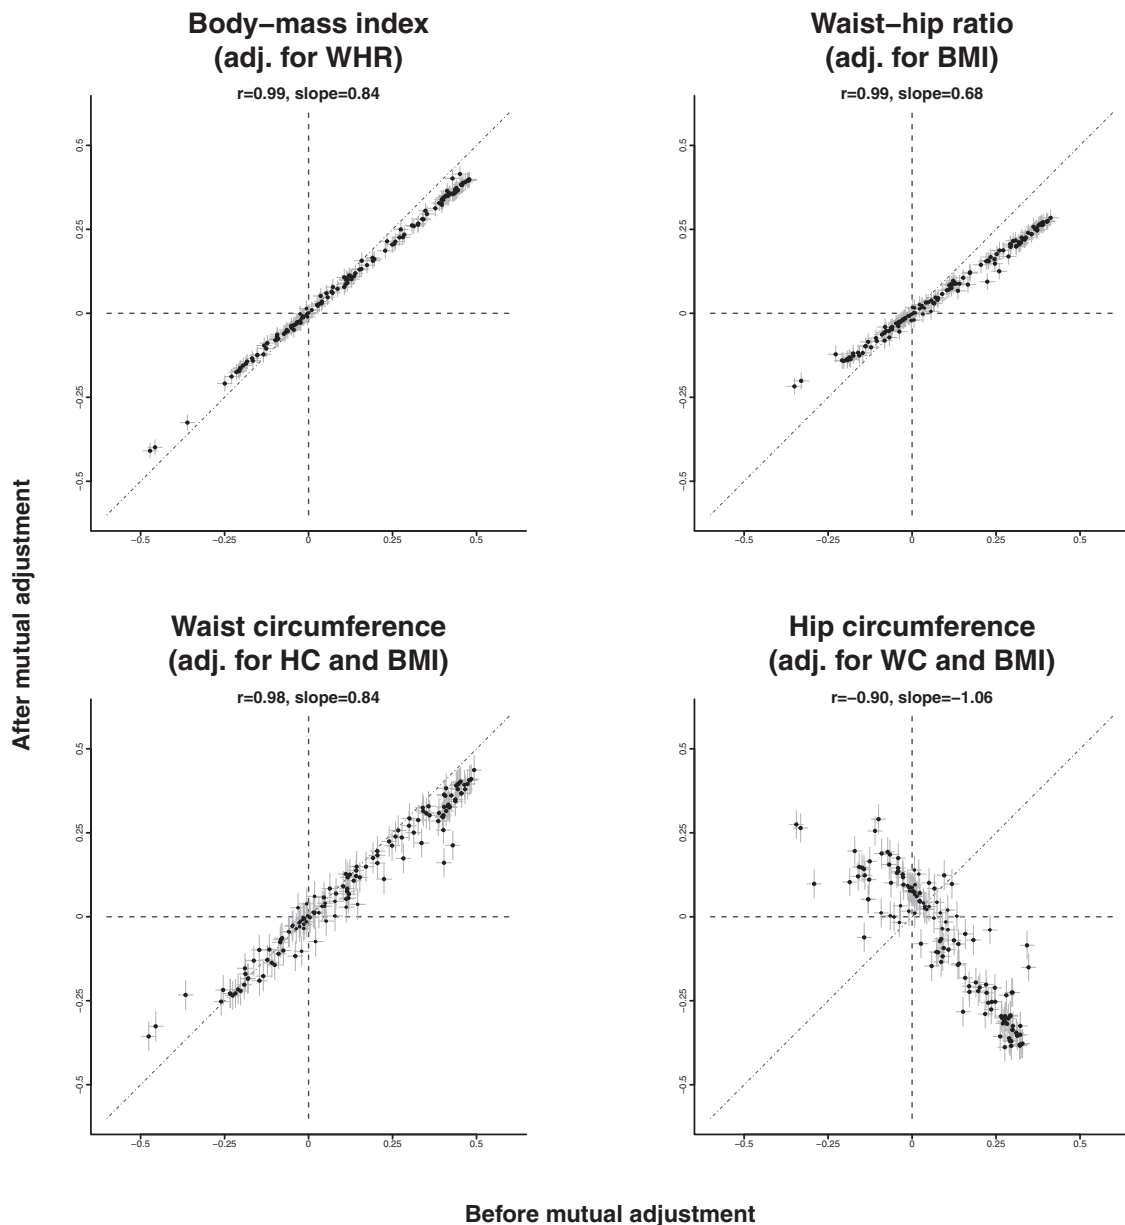 Body−mass index
(adj. for WHR)
r=0.99, slope=0.84
0.5
0.25
0
−0.25
−0.5
−0.5
−0.25
0
0.25
0.5
Waist−hip ratio
(adj. for BMI)
r=0.99, slope=0.68
0.5
0.25
0
−0.25
−0.5
−0.5
−0.25
0
0.25
0.5
After mutual adjustment
Waist circumference
(adj. for HC and BMI)
r=0.98, slope=0.84
0.5
0.25
0
−0.25
−0.5
−0.5
−0.25
0
0.25
0.5
Hip circumference
(adj. for WC and BMI)
r=−0.90, slope=−1.06
0.5
0.25
0
−0.25
−0.5
−0.5
−0.25
0
0.25
0.5
Before mutual adjustment